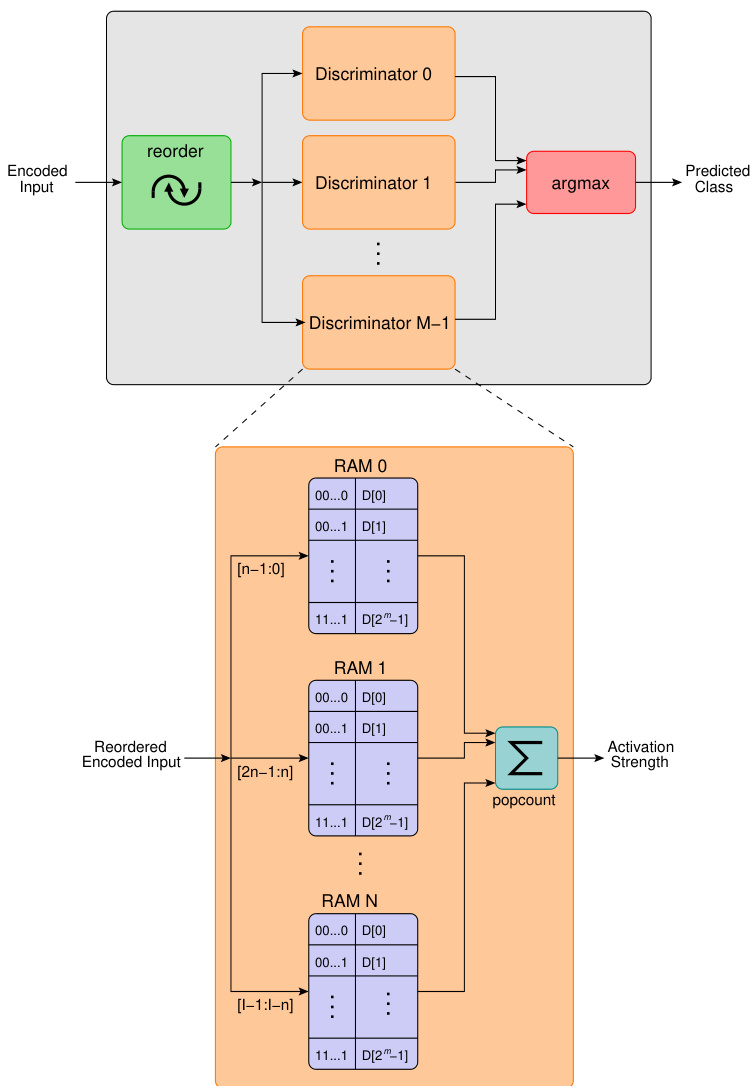 Discriminator 0
reorder
Encoded
Input
Discriminator 1
argmax
Predicted
Class
Discriminator M−1
RAM 0
00...0 D[0]
00...1 D[1]
[n−1:0]
11...1 D[2^m−1]
RAM 1
00...0 D[0]
00...1 D[1]
Reordered
Encoded Input
[2n−1:n]
11...1 D[2^m−1]
Σ
popcount
Activation
Strength
RAM N
00...0 D[0]
00...1 D[1]
[I−1:I−n]
11...1 D[2^m−1]